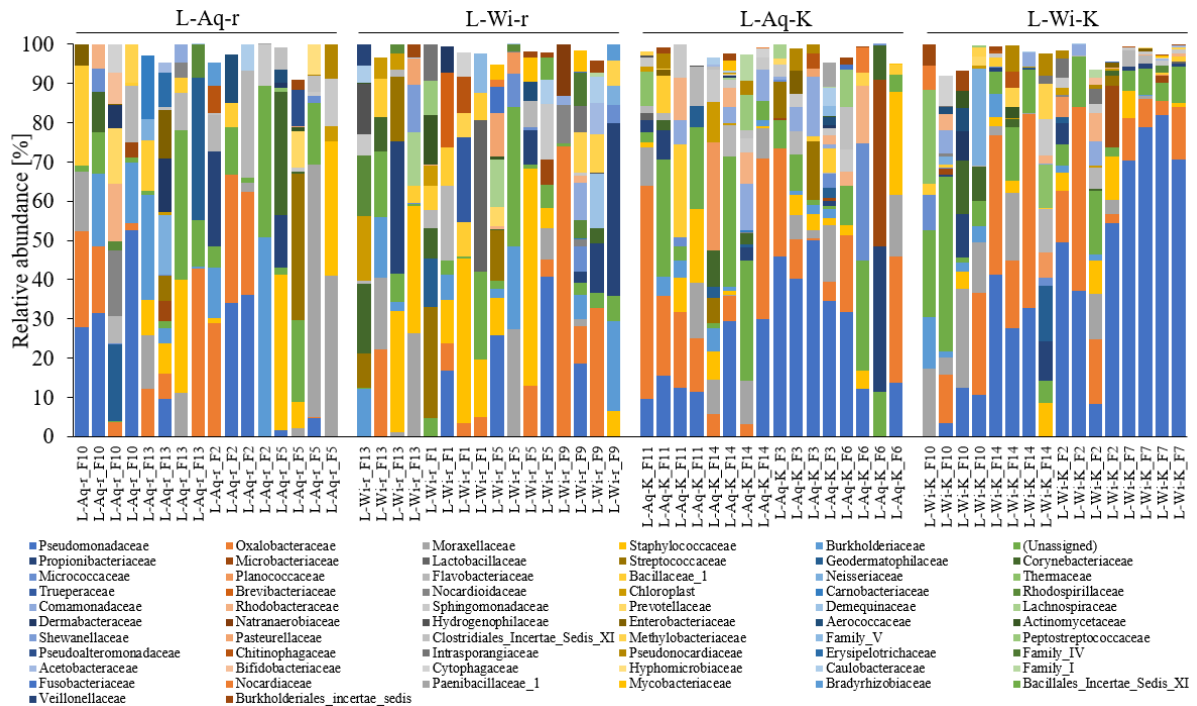 L-Aq-r L-Wi-r L-Aq-K L-Wi-K
Relative abundance [%]
100
90
80
70
60
50
40
30
20
10
0
L-Aq-r_F10
L-Aq-r_F10
L-Aq-r_F10
L-Aq-r_F10
L-Aq-r_F13
L-Aq-r_F13
L-Aq-r_F13
L-Aq-r_F13
L-Aq-r_F2
L-Aq-r_F2
L-Aq-r_F2
L-Aq-r_F2
L-Aq-r_F5
L-Aq-r_F5
L-Aq-r_F5
L-Aq-r_F5
L-Wi-r_F13
L-Wi-r_F13
L-Wi-r_F13
L-Wi-r_F13
L-Wi-r_F1
L-Wi-r_F1
L-Wi-r_F1
L-Wi-r_F1
L-Wi-r_F5
L-Wi-r_F5
L-Wi-r_F5
L-Wi-r_F5
L-Wi-r_F9
L-Wi-r_F9
L-Wi-r_F9
L-Wi-r_F9
L-Aq-K_F11
L-Aq-K_F11
L-Aq-K_F11
L-Aq-K_F11
L-Aq-K_F14
L-Aq-K_F14
L-Aq-K_F14
L-Aq-K_F14
L-Aq-K_F3
L-Aq-K_F3
L-Aq-K_F3
L-Aq-K_F3
L-Aq-K_F6
L-Aq-K_F6
L-Aq-K_F6
L-Aq-K_F6
L-Wi-K_F10
L-Wi-K_F10
L-Wi-K_F10
L-Wi-K_F10
L-Wi-K_F14
L-Wi-K_F14
L-Wi-K_F14
L-Wi-K_F14
L-Wi-K_F2
L-Wi-K_F2
L-Wi-K_F2
L-Wi-K_F2
L-Wi-K_F7
L-Wi-K_F7
L-Wi-K_F7
L-Wi-K_F7
Pseudomonadaceae Oxalobacteraceae Moraxellaceae Staphylococcaceae Burkholderiaceae (Unassigned)
Propionibacteriaceae Microbacteriaceae Lactobacillaceae Streptococcaceae Geodermatophilaceae Corynebacteriaceae
Micrococcaceae Planococcaceae Flavobacteriaceae Bacillaceae_1 Neisseriaceae Thermaceae
Trueperaceae Brevibacteriaceae Nocardioidaceae Chloroplast Carnobacteriaceae Rhodospirillaceae
Comamonadaceae Rhodobacteraceae Sphingomonadaceae Prevotellaceae Demequinaceae Lachnospiraceae
Dermabacteraceae Natranaerobiaceae Hydrogenophilaceae Enterobacteriaceae Aerococcaceae Actinomycetaceae
Shewanellaceae Pasteurellaceae Clostridiales_Incertae_Sedis_XI Methylobacteriaceae Family_V Peptostreptococcaceae
Pseudoalteromonadaceae Chitinophagaceae Intrasporangiaceae Pseudonocardiaceae Erysipelotrichaceae Family_IV
Acetobacteraceae Bifidobacteriaceae Cytophagaceae Hyphomicrobiaceae Caulobacteraceae Family_I
Fusobacteriaceae Nocardiaceae Paenibacillaceae_1 Mycobacteriaceae Bradyrhizobiaceae Bacillales_Incertae_Sedis_XI
Veillonellaceae Burkholderiales_incertae_sedis